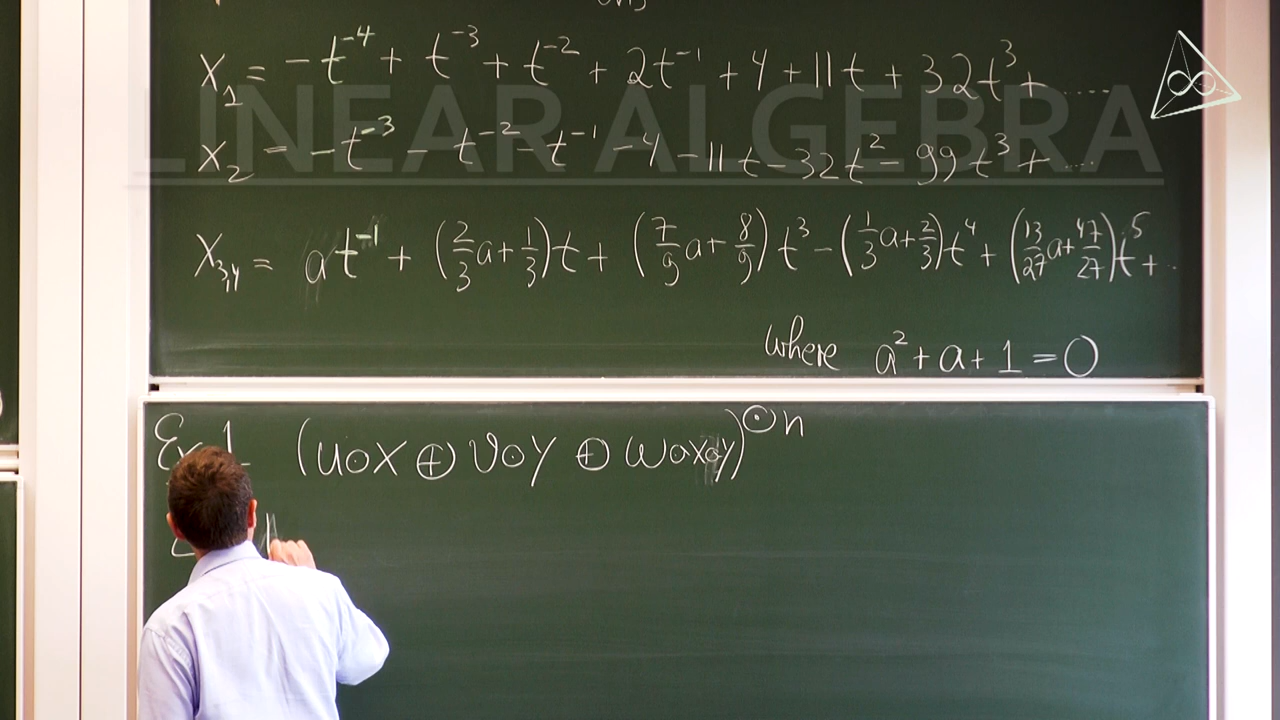 X₁ = -t⁻⁴ + t⁻³ + t⁻² + 2t⁻¹ + 4 + 11t + 32t³ + .....
LINEAR ALGEBRA
X₂ = -t⁻³ - t⁻² - t⁻¹ - 4 - 11t - 32t² - 99t³ + ....
X₃,₄ = at⁻¹ + (2/3 a + 1/3)t + (7/9 a + 8/9)t³ - (1/3 a + 2/3)t⁴ + (13/27 a + 47/27)t⁵ + ..
where a² + a + 1 = 0
Ex 1 (u⊙x ⊕ v⊙y ⊕ w⊙x⊙y)^⊙n